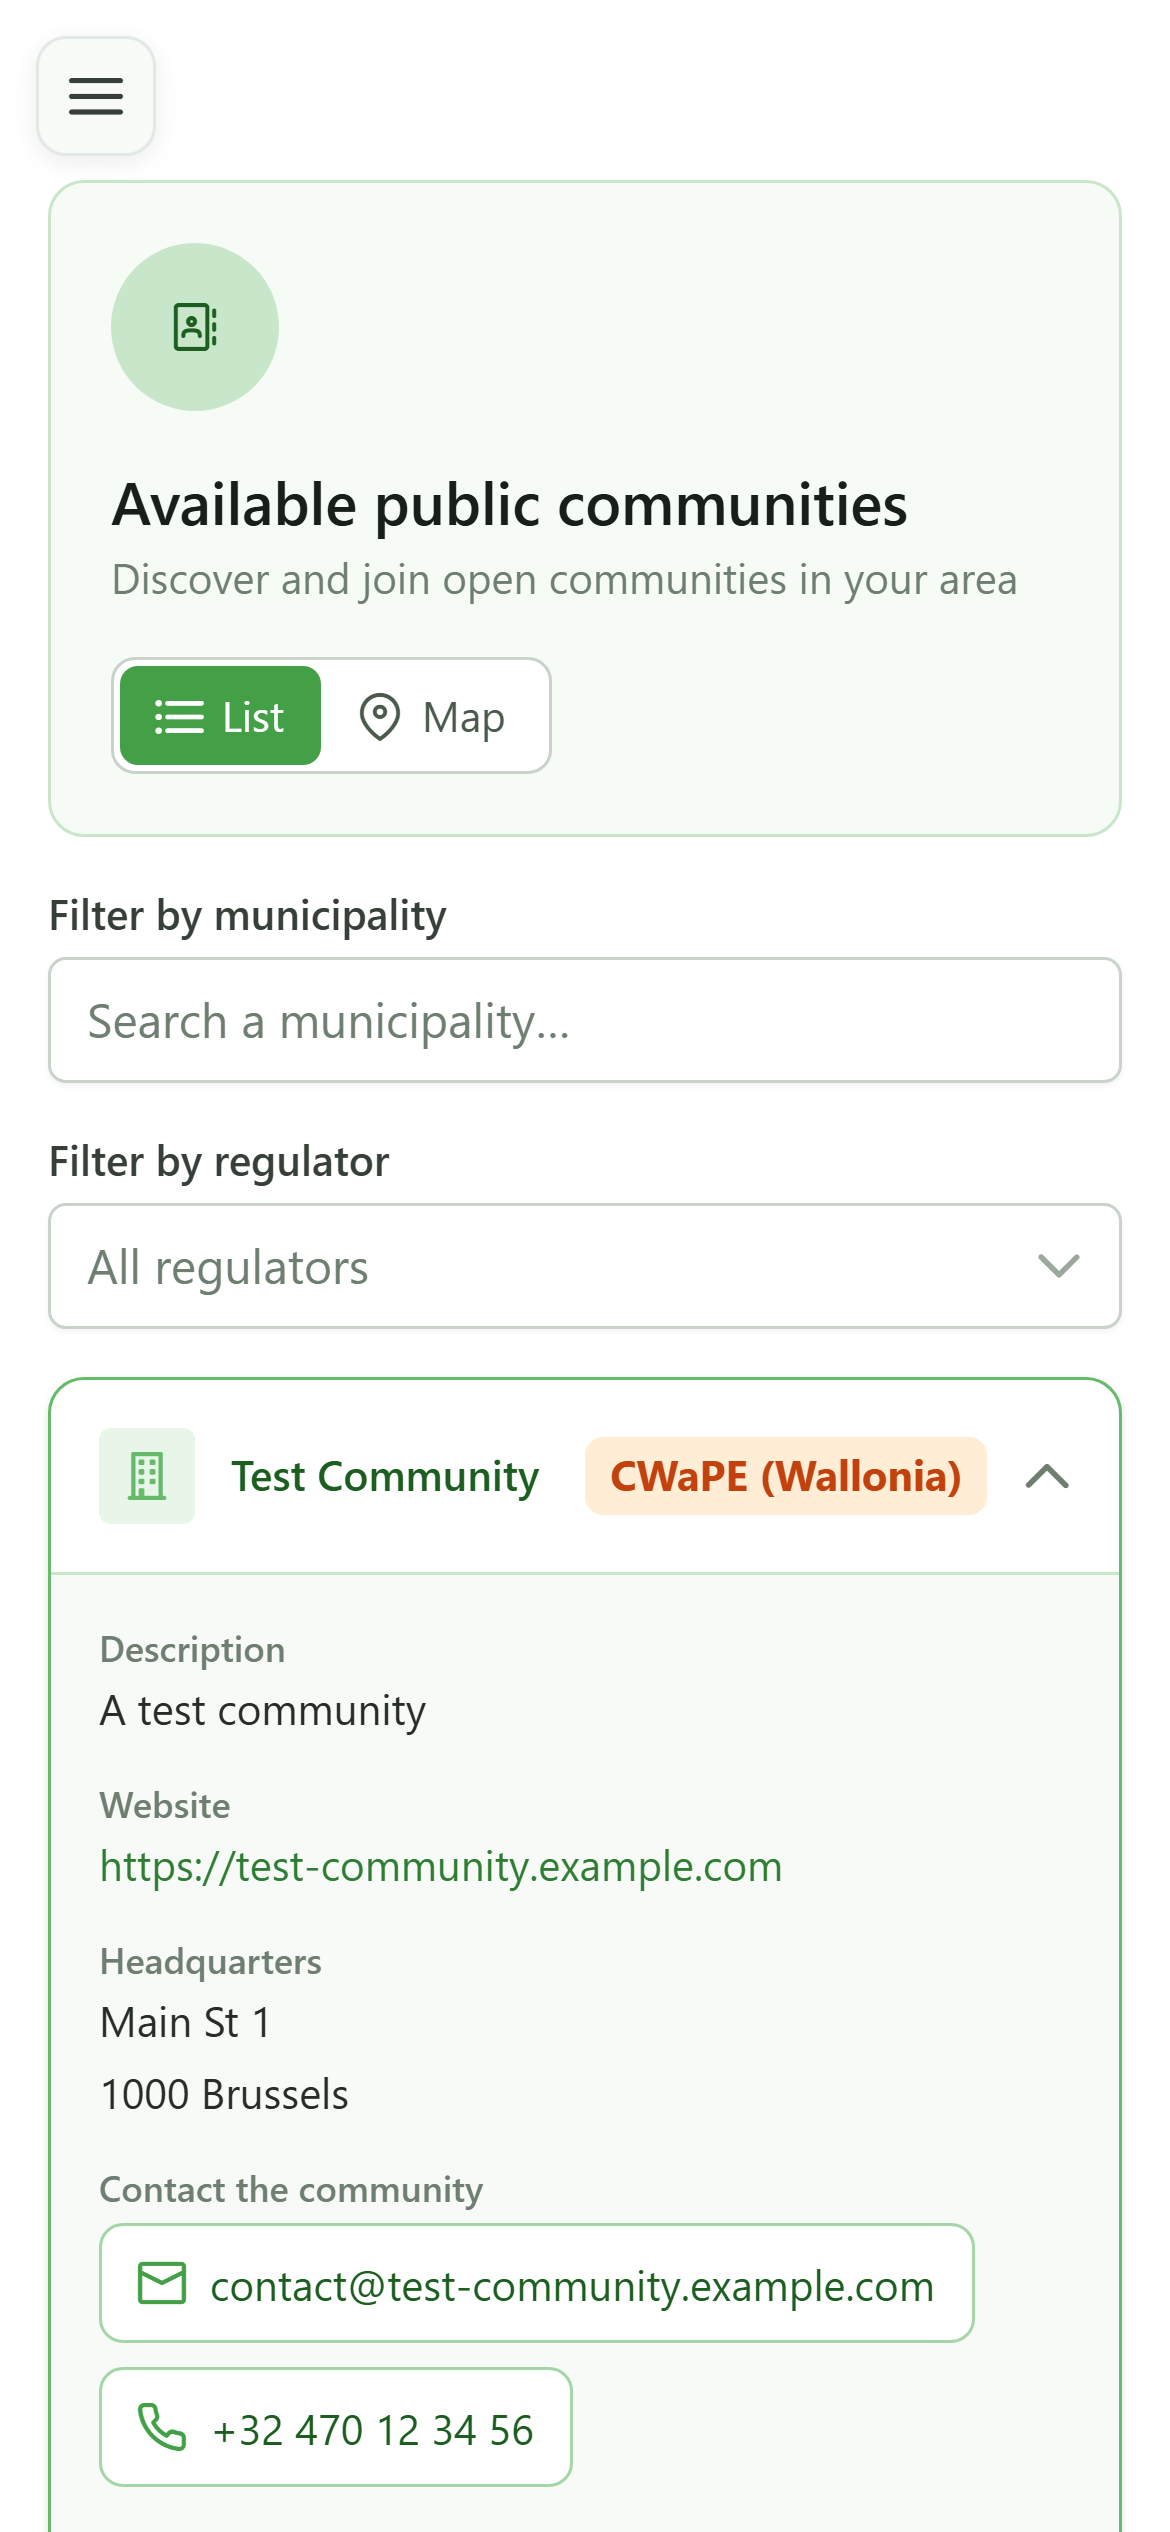 Available public communities
Discover and join open communities in your area
List
Map
Filter by municipality
Search a municipality...
Filter by regulator
All regulators
Test Community
CWaPE (Wallonia)
Description
A test community
Website
https://test-community.example.com
Headquarters
Main St 1
1000 Brussels
Contact the community
contact@test-community.example.com
+32 470 12 34 56